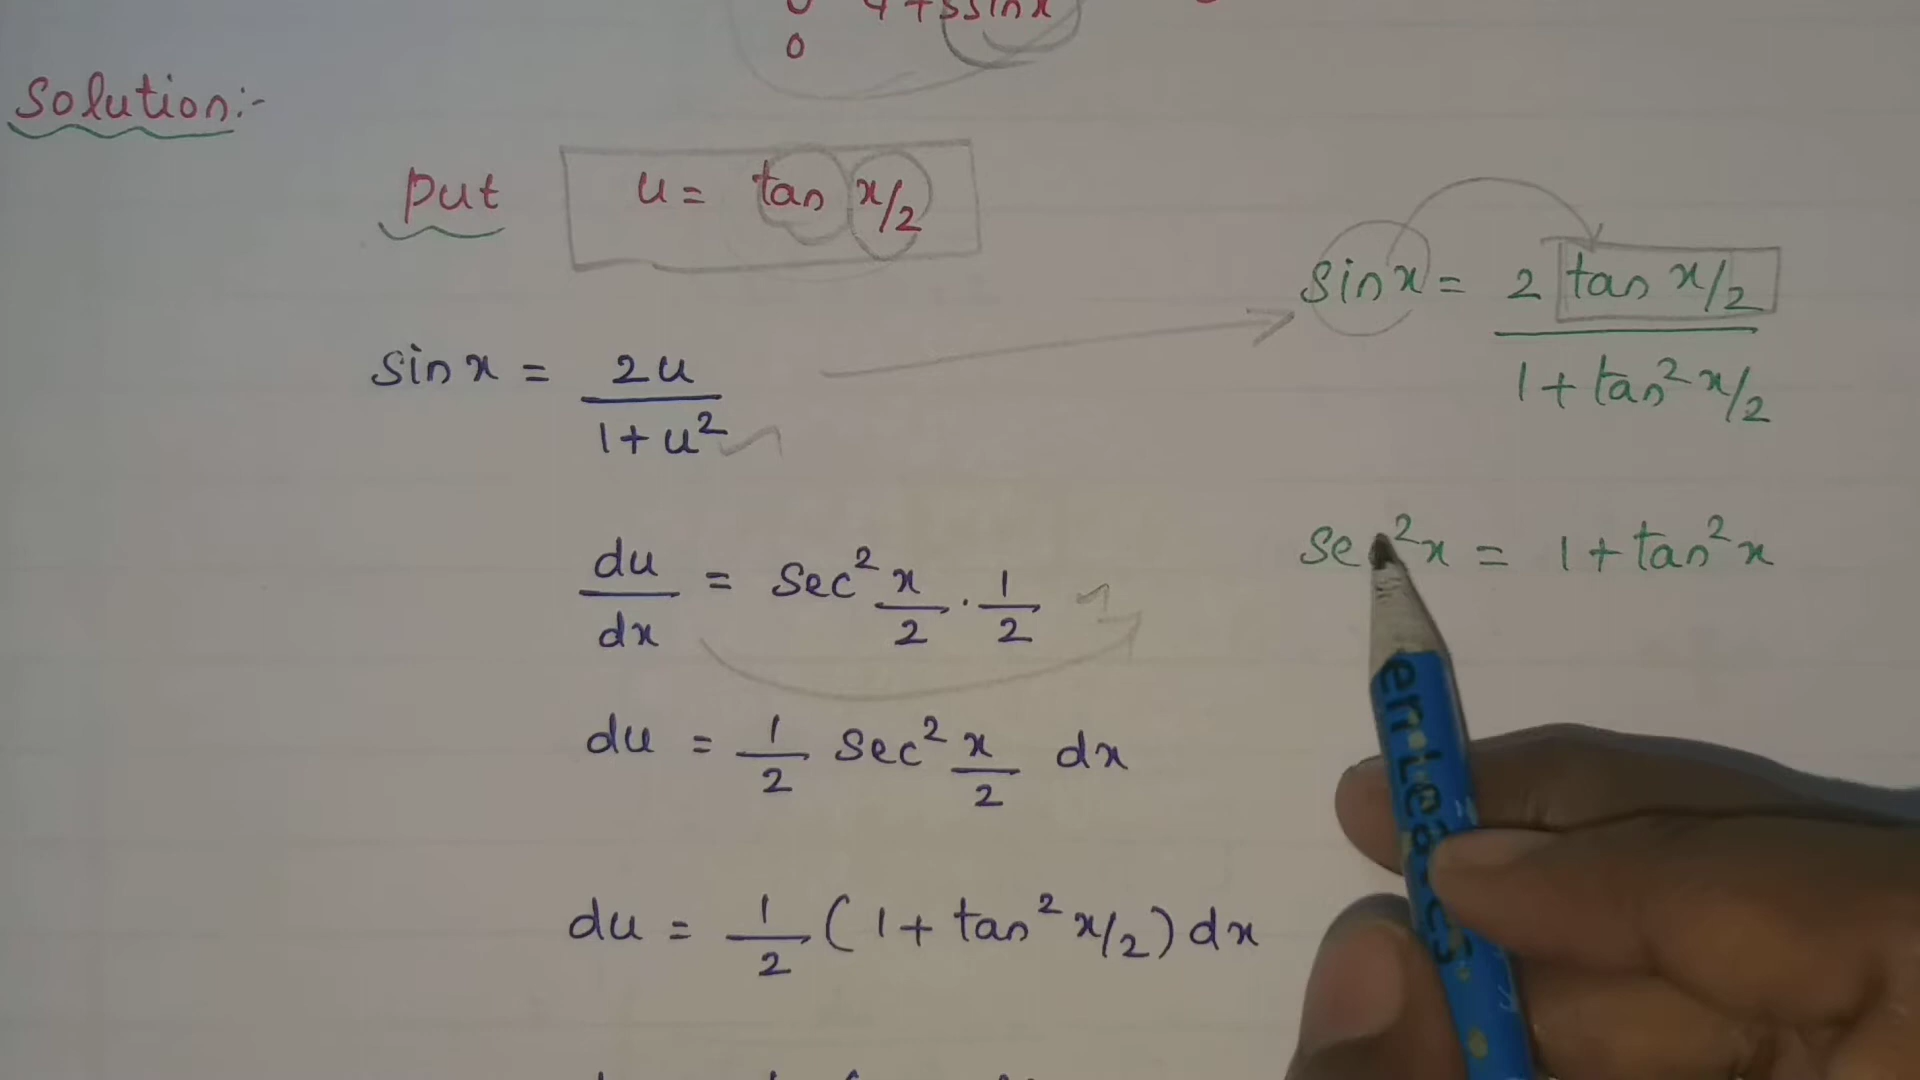 0
Solution:-
Put u = tan x/2
sin x = 2 tan x/2 / 1 + tan² x/2
sin x = 2u / 1 + u²
sec²x = 1 + tan²x
du/dx = sec² x/2 · 1/2
du = 1/2 sec² x/2 dx
du = 1/2 (1 + tan² x/2) dx